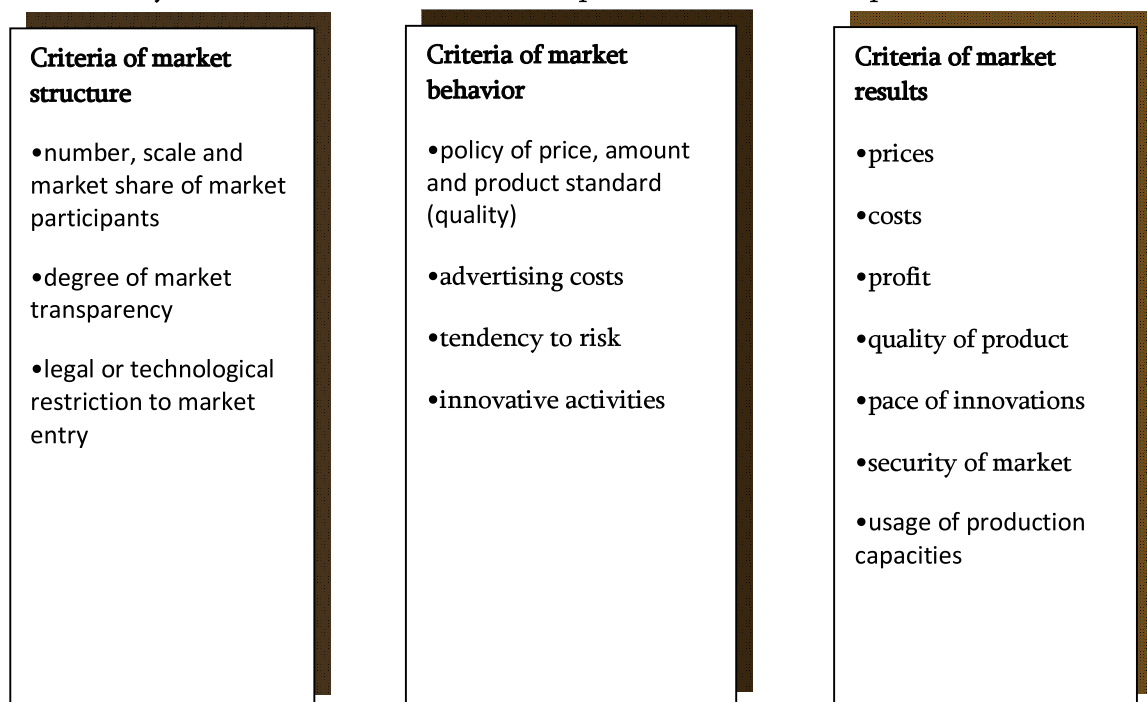 Criteria of market
structure
•number, scale and
market share of market
participants
•degree of market
transparency
•legal or technological
restriction to market
entry
Criteria of market
behavior
•policy of price, amount
and product standard
(quality)
•advertising costs
•tendency to risk
•innovative activities
Criteria of market
results
•prices
•costs
•profit
•quality of product
•pace of innovations
•security of market
•usage of production
capacities